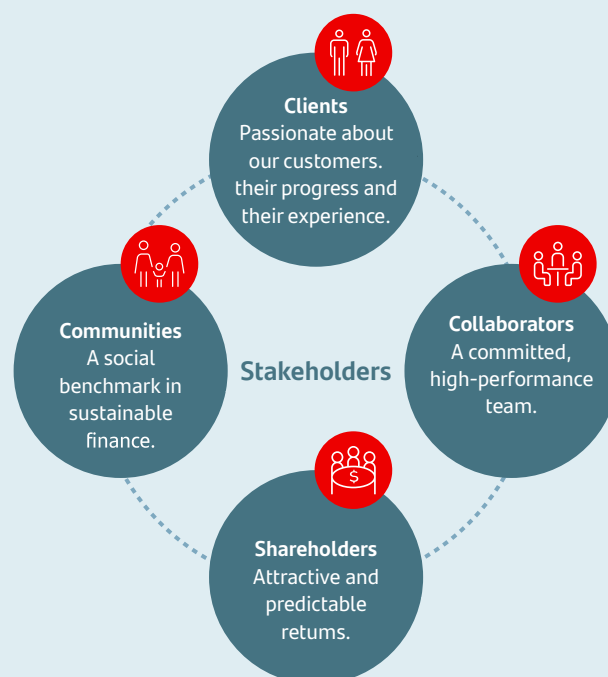 Clients
Passionate about
our customers.
their progress and
their experience.
Communities
A social
benchmark in
sustainable
finance.
Stakeholders
Collaborators
A committed,
high-performance
team.
$
Shareholders
Attractive and
predictable
retums.